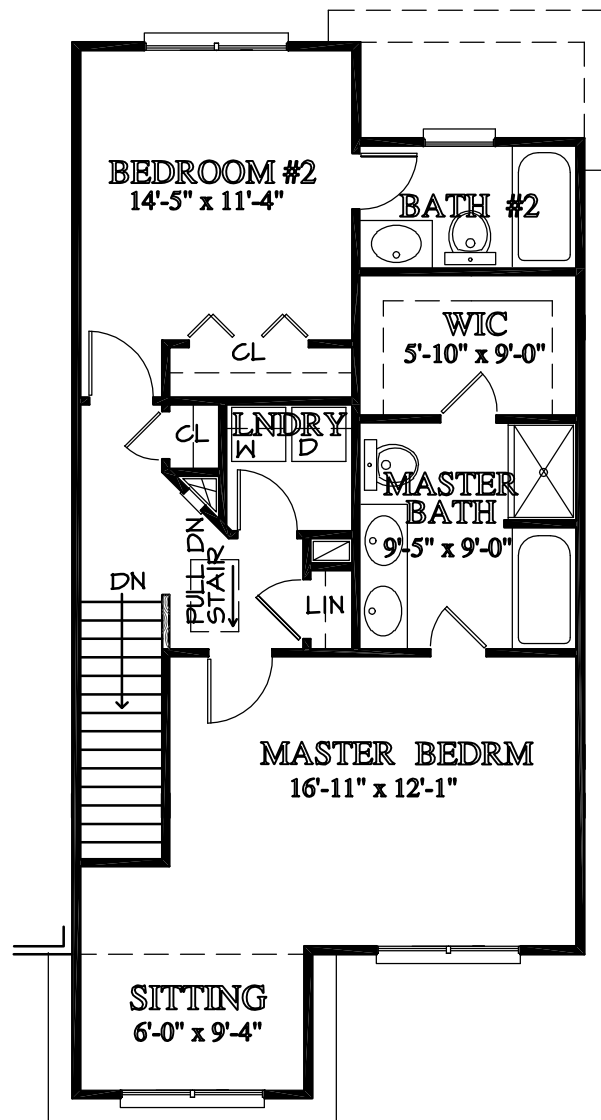 BEDROOM #2
14'-5" x 11'-4"
BATH #2
CL
WIC
5'-10" x 9'-0"
CL
LNDRY
W D
MASTER
BATH
9'-5" x 9'-0"
DN
PULL DN
STAIR
LIN
MASTER BEDRM
16'-11" x 12'-1"
SITTING
6'-0" x 9'-4"